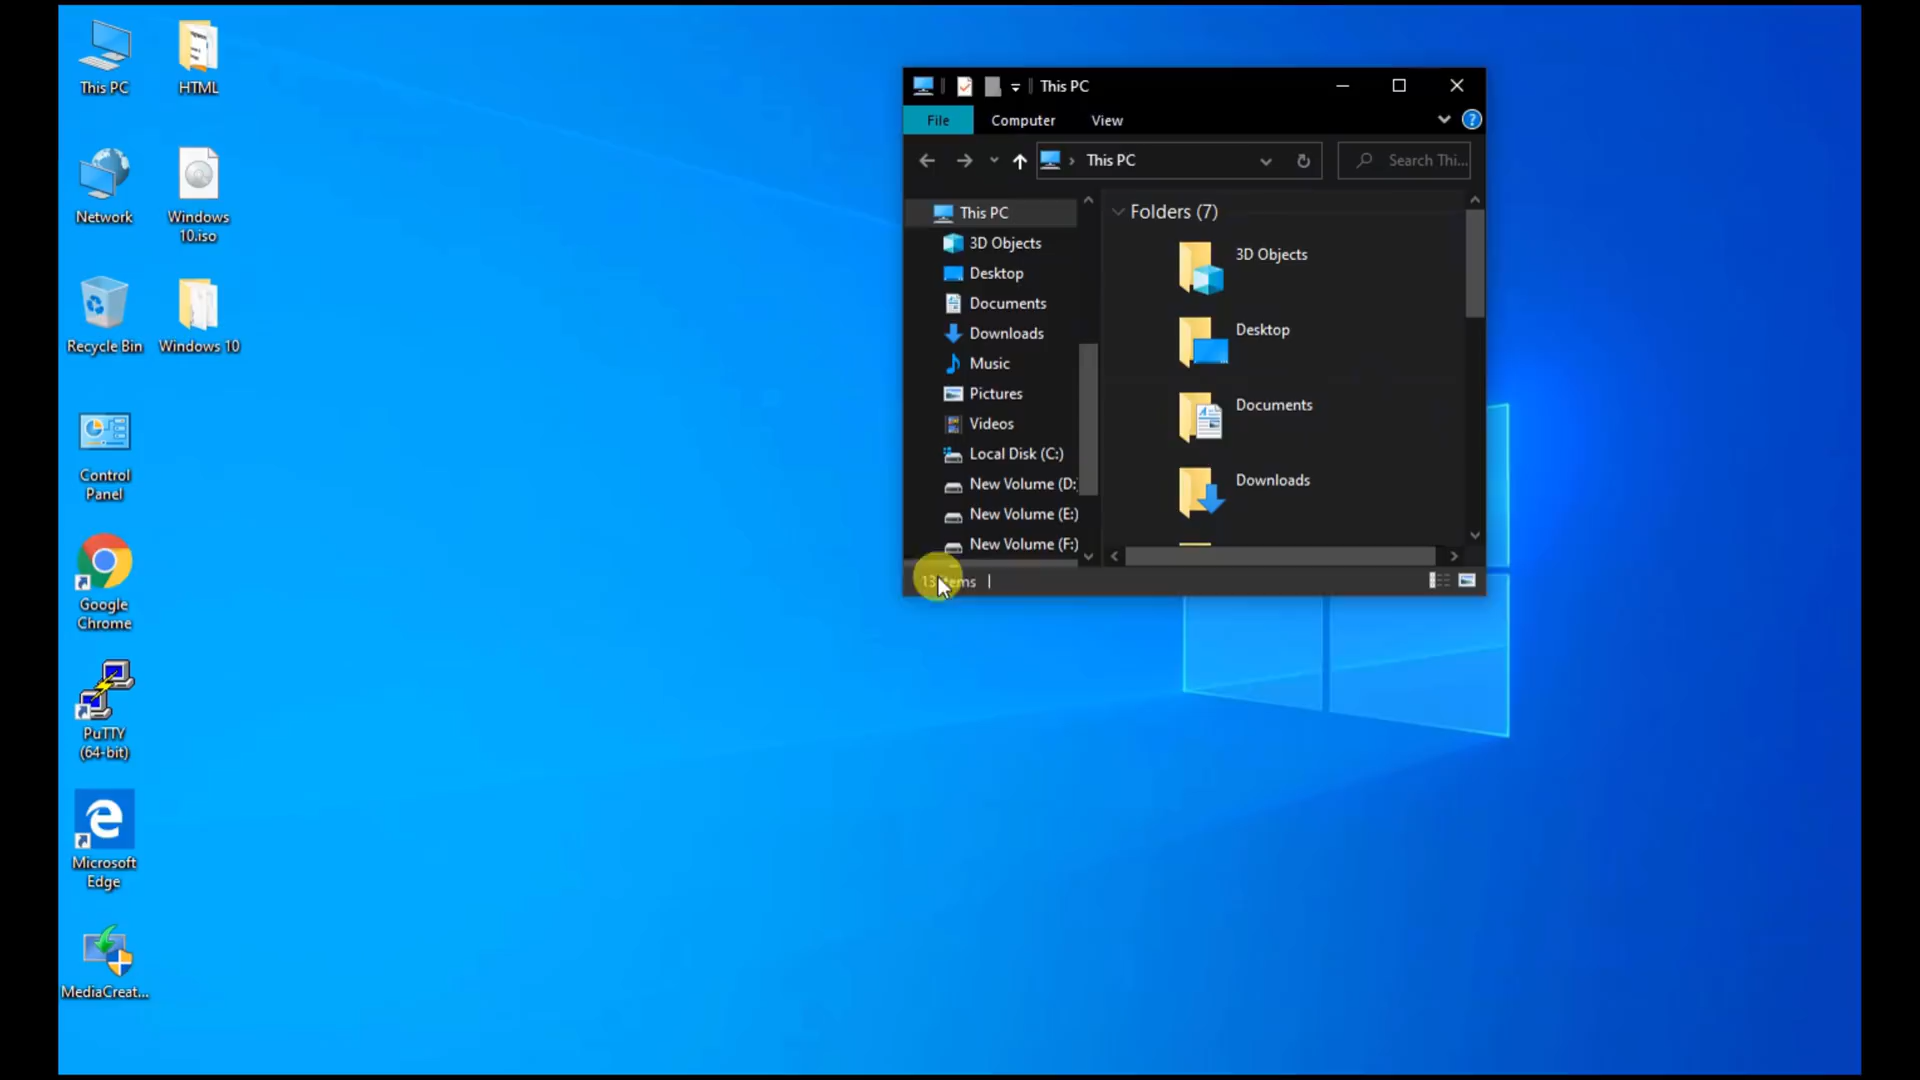 This PC
HTML
Network
Windows
10.iso
Recycle Bin
Windows 10
Control
Panel
Google
Chrome
PuTTY
(64-bit)
Microsoft
Edge
MediaCreat...
This PC
File
Computer
View
?
This PC
Search Thi...
This PC
3D Objects
Desktop
Documents
Downloads
Music
Pictures
Videos
Local Disk (C:)
New Volume (D:
New Volume (E:)
New Volume (F:)
Folders (7)
3D Objects
Desktop
Documents
Downloads
13 items